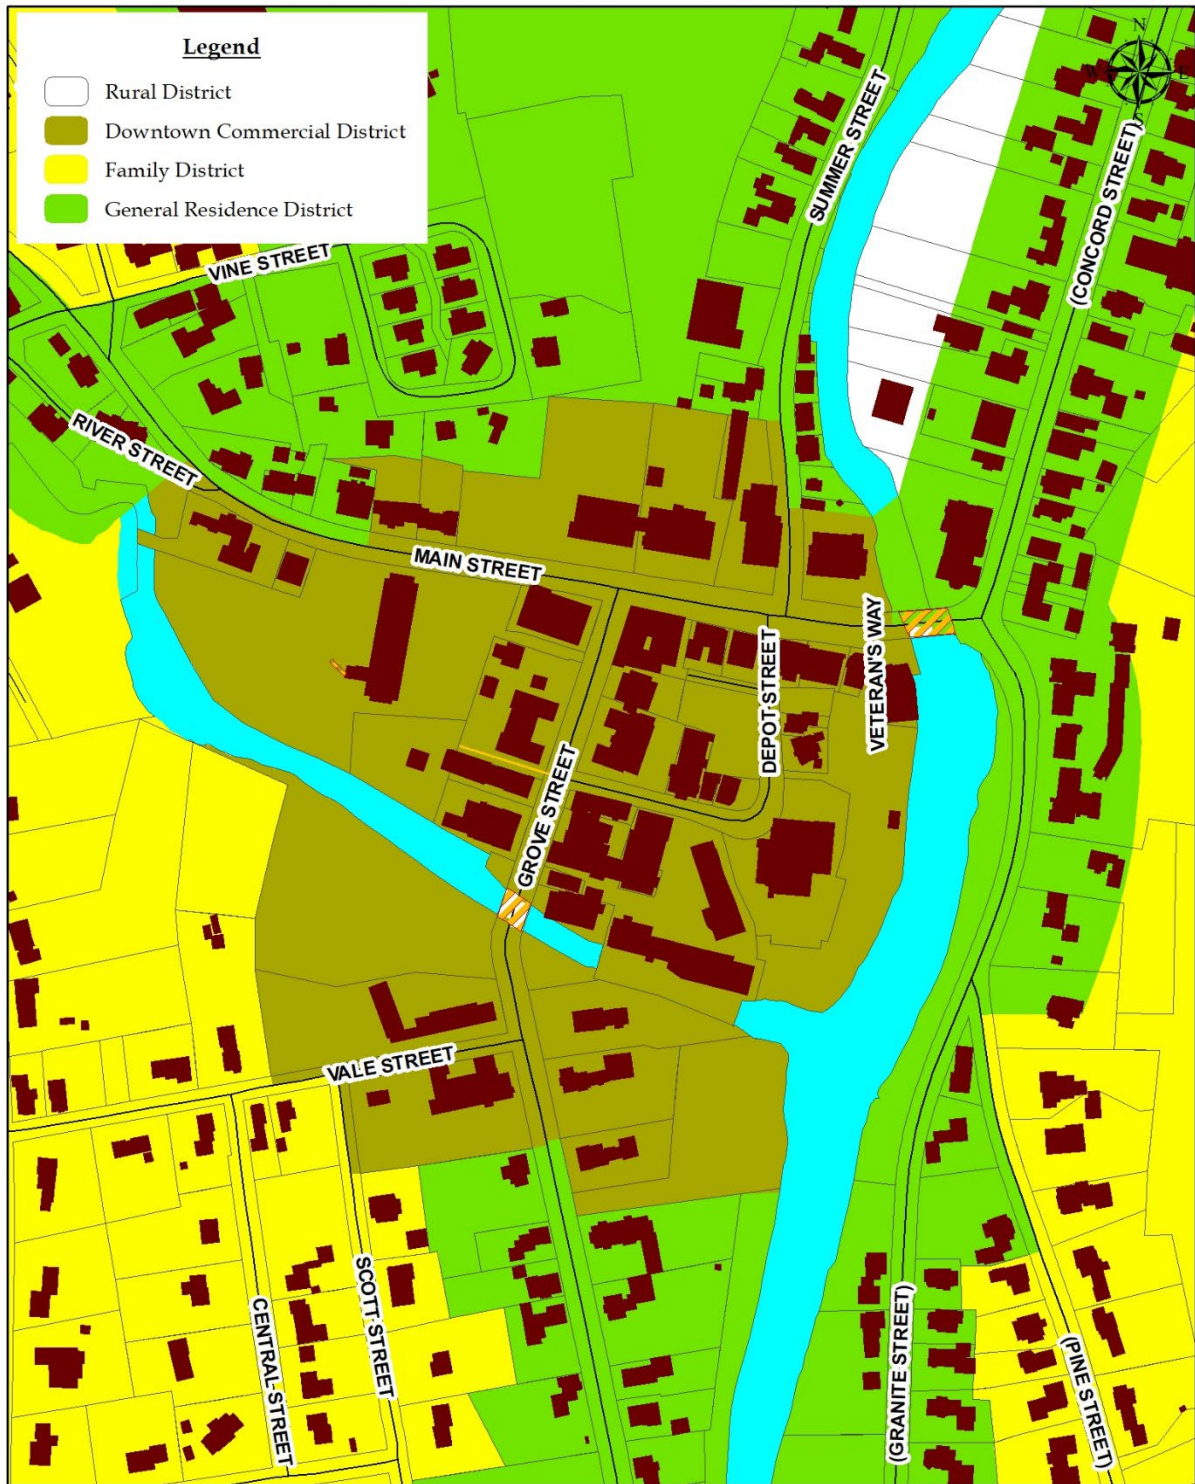 Legend
Rural District
Downtown Commercial District
Family District
General Residence District
N
W
E
S
SUMMER STREET
(CONCORD STREET)
VINE STREET
RIVER STREET
MAIN STREET
DEPOT STREET
VETERAN'S WAY
GROVE STREET
VALE STREET
CENTRAL STREET
SCOTT STREET
(GRANITE STREET)
(PINE STREET)